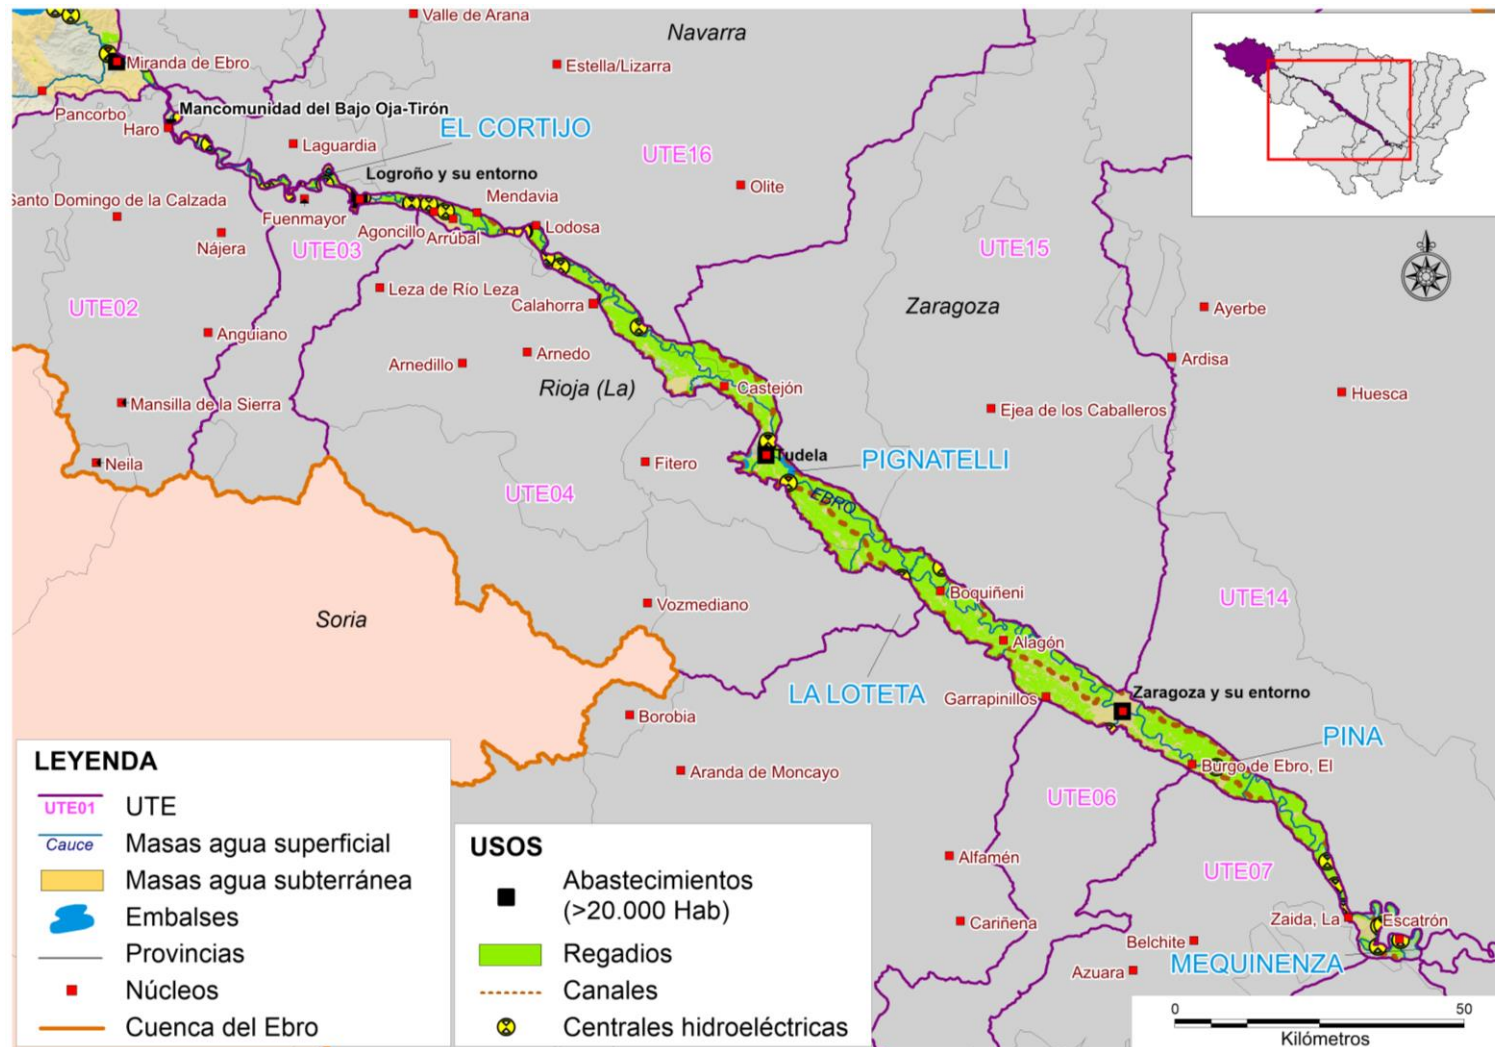 Valle de Arana
Navarra
Miranda de Ebro
Estella/Lizarra
Pancorbo
Mancomunidad del Bajo Oja-Tirón
Haro
EL CORTIJO
Laguardia
UTE16
Logroño y su entorno
Olite
Santo Domingo de la Calzada
Fuenmayor
Mendavia
Nájera
UTE03
Agoncillo
Arrúbal
Lodosa
UTE15
UTE02
Leza de Río Leza
Calahorra
Zaragoza
Ayerbe
Anguiano
Arnedillo
Arnedo
Ardisa
Rioja (La)
Castejón
Huesca
Mansilla de la Sierra
Ejea de los Caballeros
Neila
Fitero
Tudela
PIGNATELLI
UTE04
EBRO
Soria
Vozmediano
Boquiñeni
UTE14
Alagón
LA LOTETA
Garrapinillos
Zaragoza y su entorno
Borobia
PINA
Aranda de Moncayo
Burgo de Ebro, El
UTE06
Alfamén
UTE07
Cariñena
Zaida, La
Escatrón
Belchite
Azuara
MEQUINENZA
LEYENDA
UTE01 UTE
Cauce Masas agua superficial
Masas agua subterránea
Embalses
Provincias
Núcleos
Cuenca del Ebro
USOS
Abastecimientos
(>20.000 Hab)
Regadios
Canales
Centrales hidroeléctricas
0 50
Kilómetros